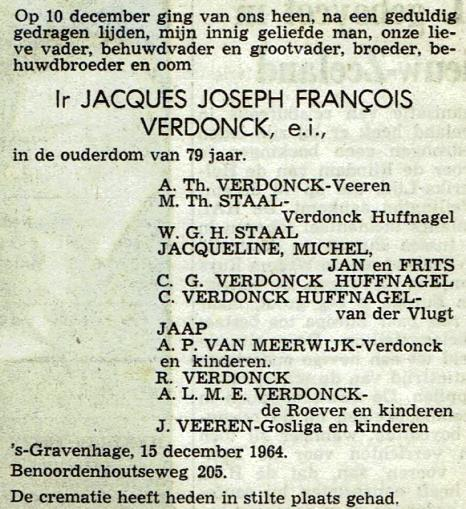 Op 10 december ging van ons heen, na een geduldig
gedragen lijden, mijn innig geliefde man, onze lie-
ve vader, behuwdvader en grootvader, broeder, be-
huwdbroeder en oom
Ir JACQUES JOSEPH FRANÇOIS
VERDONCK, e.i.,
in de ouderdom van 79 jaar.
A. Th. VERDONCK-Veeren
M. Th. STAAL-
Verdonck Huffnagel
W. G. H. STAAL
JACQUELINE, MICHEL,
JAN en FRITS
C. G. VERDONCK HUFFNAGEL
C. VERDONCK HUFFNAGEL-
van der Vlugt
JAAP
A. P. VAN MEERWIJK-Verdonck
en kinderen.
R. VERDONCK
A. L. M. E. VERDONCK-
de Roever en kinderen
J. VEEREN-Gosliga en kinderen
's-Gravenhage, 15 december 1964.
Benoordenhoutseweg 205.
De crematie heeft heden in stilte plaats gehad.